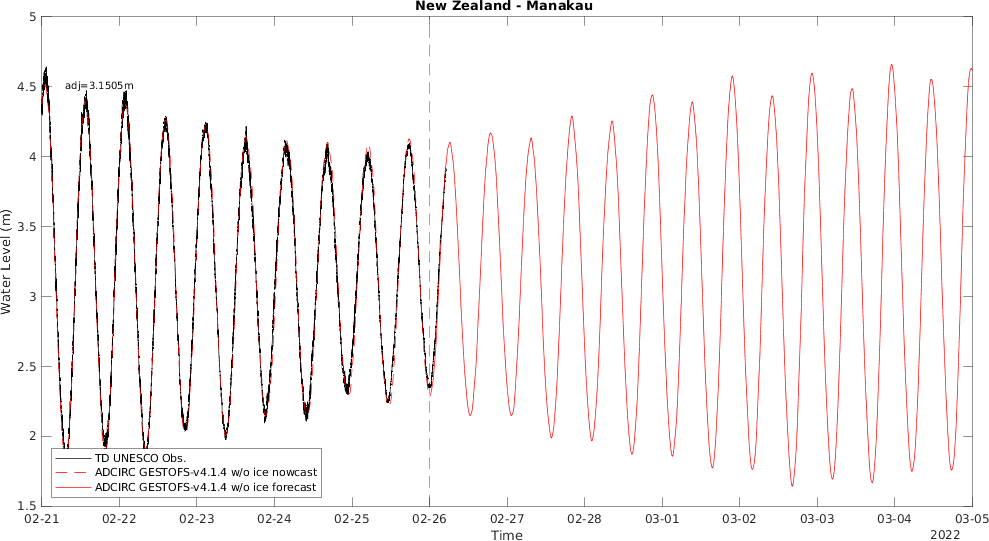 New Zealand - Manakau
5
4.5
4
3.5
3
2.5
2
1.5
Water Level (m)
adj=3.1505m
TD UNESCO Obs.
ADCIRC GESTOFS-v4.1.4 w/o ice nowcast
ADCIRC GESTOFS-v4.1.4 w/o ice forecast
02-21 02-22 02-23 02-24 02-25 02-26 02-27 02-28 03-01 03-02 03-03 03-04 03-05
Time
2022